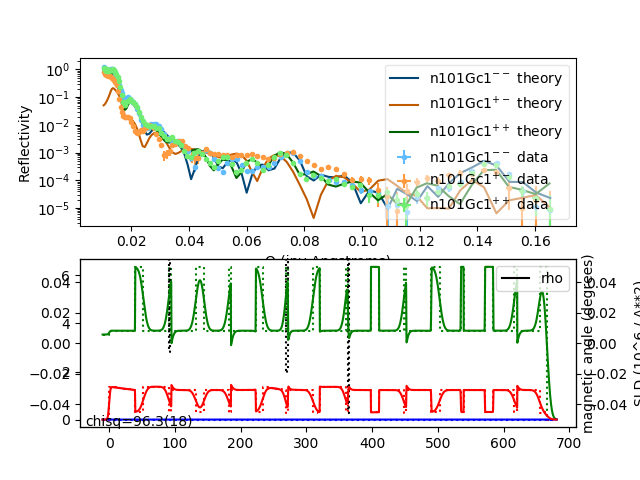 Reflectivity
10^0
10^−1
10^−2
10^−3
10^−4
10^−5
n101Gc1^−− theory
n101Gc1^+− theory
n101Gc1^++ theory
n101Gc1^−− data
n101Gc1^+− data
n101Gc1^++ data
0.02 0.04 0.06 0.08 0.10 0.12 0.14 0.16
Q (inv Angstroms)
rho
6
4
2
0
0.04
0.02
0.00
−0.02
−0.04
0.04
0.02
0.00
−0.02
−0.04
magnetic angle (degrees)
chisq=96.3(18)
0 100 200 300 400 500 600 700